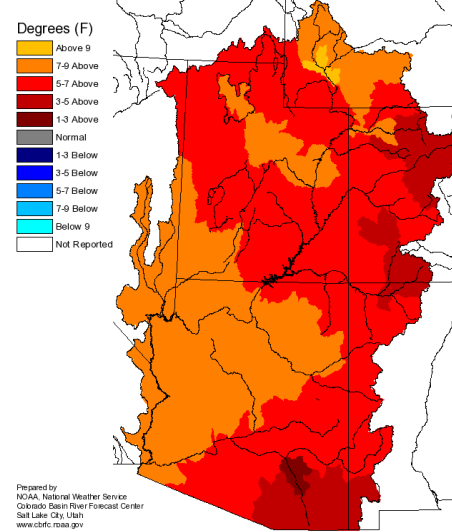 Degrees (F)
Above 9
7-9 Above
5-7 Above
3-5 Above
1-3 Above
Normal
1-3 Below
3-5 Below
5-7 Below
7-9 Below
Below 9
Not Reported
Prepared by
NOAA, National Weather Service
Colorado Basin River Forecast Center
Salt Lake City, Utah
www.cbrfc.noaa.gov